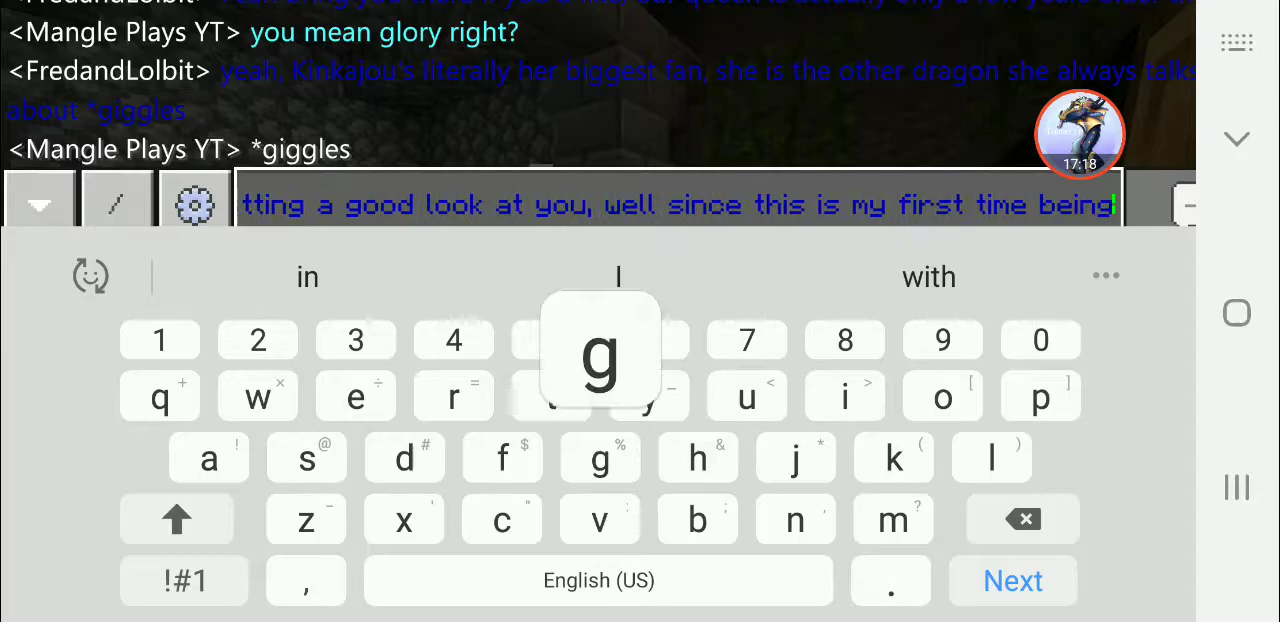 <Mangle Plays YT> you mean glory right?
<FredandLolbit> yeah, Kinkajou's literally her biggest fan, she is the other dragon she always talks
about *giggles
<Mangle Plays YT> *giggles
17:18
/
tting a good look at you, well since this is my first time being
in I with
1 2 3 4 7 8 9 0
g
q + w × e ÷ r = y − u < i > o [ p ]
a ! s @ d # f $ g % h & j * k ( l )
z - x ' c " v : b ; n , m ?
!#1 , English (US) . Next